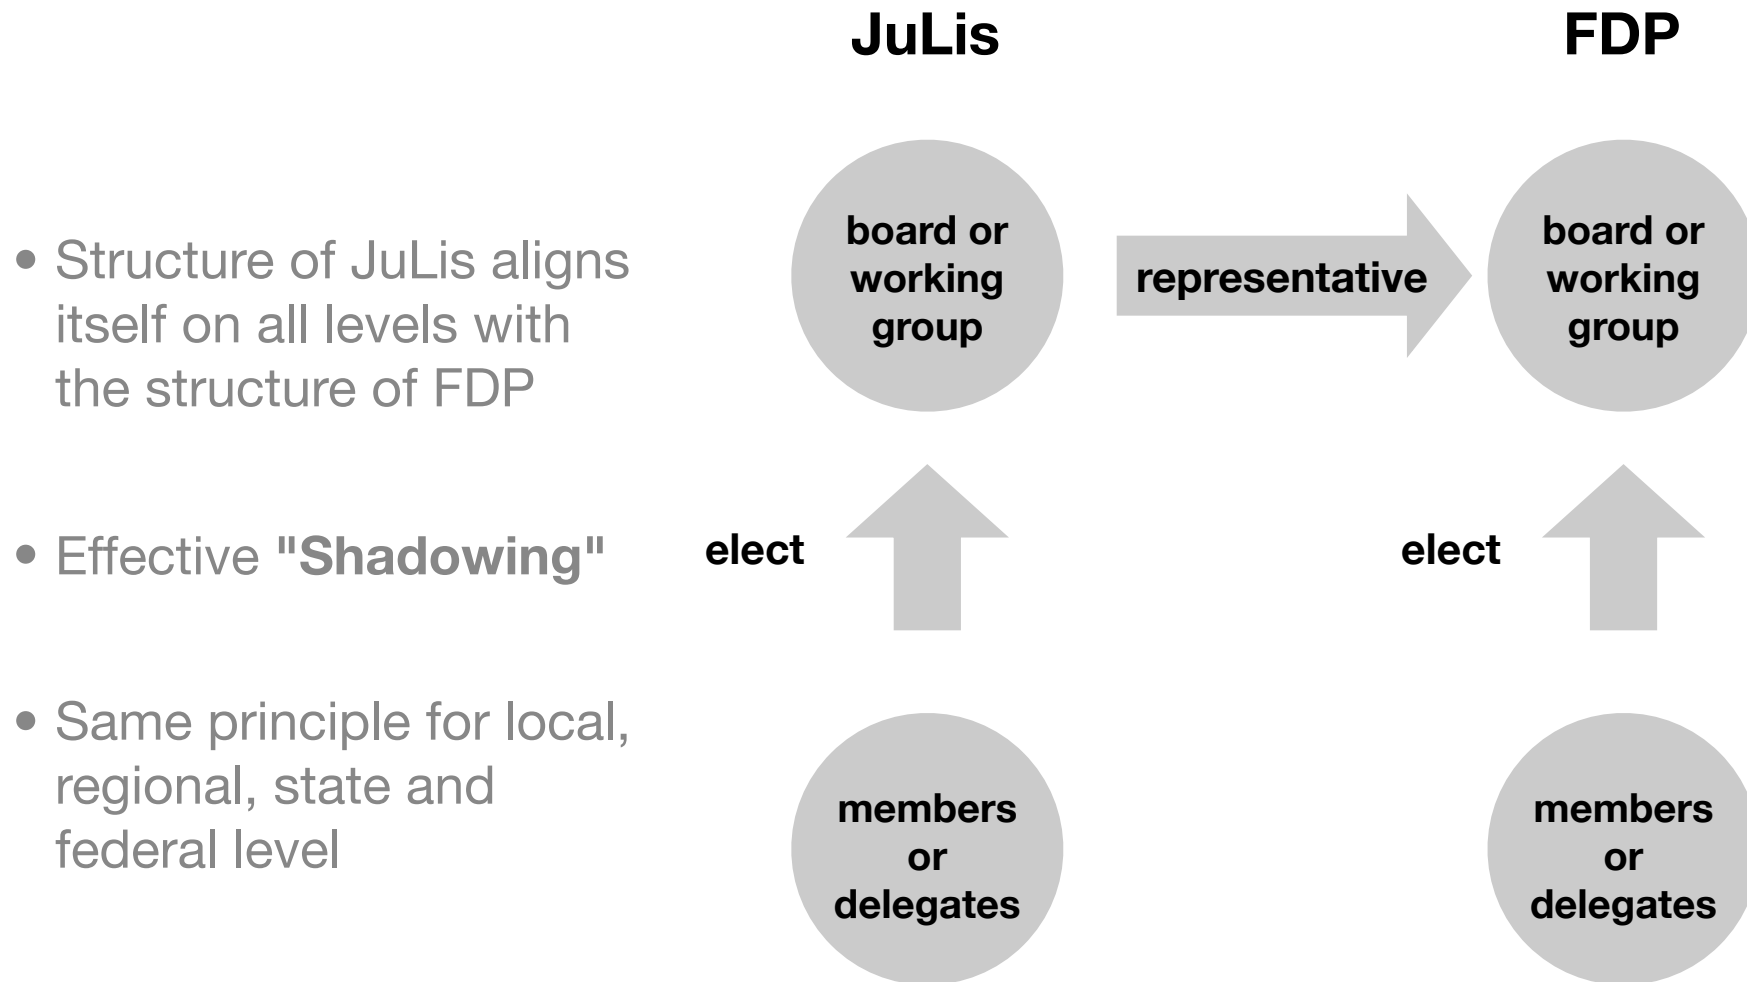 JuLis
FDP
• Structure of JuLis aligns
itself on all levels with
the structure of FDP
• Effective "Shadowing"
• Same principle for local,
regional, state and
federal level
board or
working
group
representative
board or
working
group
elect
elect
members
or
delegates
members
or
delegates